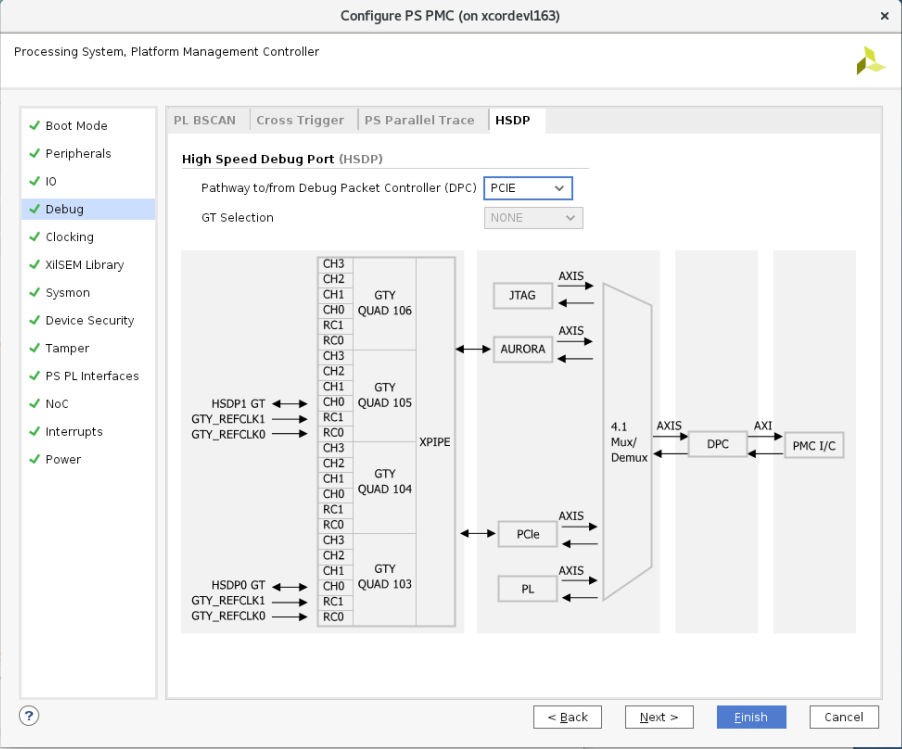 Configure PS PMC (on xcordevl163)
×
Processing System, Platform Management Controller
Boot Mode
Peripherals
IO
Debug
Clocking
XilSEM Library
Sysmon
Device Security
Tamper
PS PL Interfaces
NoC
Interrupts
Power
PL BSCAN Cross Trigger PS Parallel Trace HSDP
High Speed Debug Port (HSDP)
Pathway to/from Debug Packet Controller (DPC) PCIE
GT Selection NONE
CH3
CH2
CH1
CH0
RC1
RC0
GTY
QUAD 106
CH3
CH2
CH1
CH0
RC1
RC0
GTY
QUAD 105
HSDP1 GT
GTY_REFCLK1
GTY_REFCLK0
CH3
CH2
CH1
CH0
RC1
RC0
GTY
QUAD 104
CH3
CH2
CH1
CH0
RC1
RC0
GTY
QUAD 103
HSDP0 GT
GTY_REFCLK1
GTY_REFCLK0
XPIPE
JTAG
AXIS
AURORA
AXIS
PCIe
AXIS
PL
AXIS
4.1
Mux/
Demux
AXIS
DPC
AXI
PMC I/C
?
< Back
Next >
Finish
Cancel